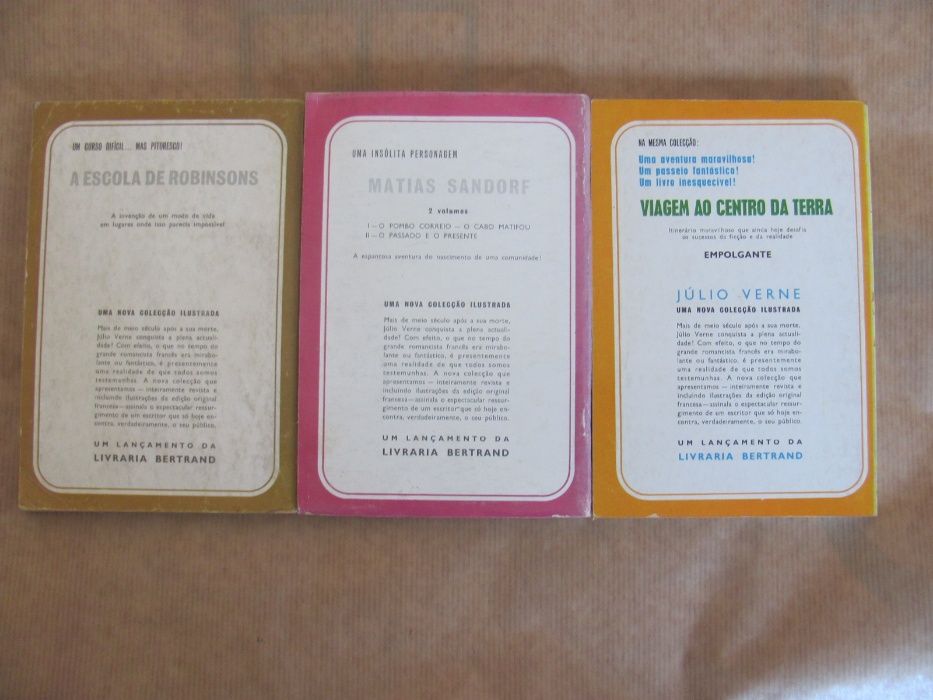 UM CURSO DIFÍCIL... MAS PITORESCO!
A ESCOLA DE ROBINSONS
A invenção de um modo de vida
em lugares onde isso parecia impossível
UMA NOVA COLECÇÃO ILUSTRADA
Mais de meio século após a sua morte,
Júlio Verne conquista a plena actuali-
dade! Com efeito, o que no tempo do
grande romancista francês era mirabo-
lante ou fantástico, é presentemente
uma realidade de que todos somos
testemunhas. A nova colecção que
apresentamos — inteiramente revista e
incluindo ilustrações da edição original
francesa — assinala o espectacular ressur-
gimento de um escritor que só hoje en-
contra, verdadeiramente, o seu público.
UM LANÇAMENTO DA
LIVRARIA BERTRAND
UMA INSÓLITA PERSONAGEM
MATIAS SANDORF
2 volumes
I — O POMBO CORREIO — O CABO MATIFOU
II — O PASSADO E O PRESENTE
A espantosa aventura do nascimento de uma comunidade!
UMA NOVA COLECÇÃO ILUSTRADA
Mais de meio século após a sua morte,
Júlio Verne conquista a plena actuali-
dade! Com efeito, o que no tempo do
grande romancista francês era mirabo-
lante ou fantástico, é presentemente
uma realidade de que todos somos
testemunhas. A nova colecção que
apresentamos — inteiramente revista e
incluindo ilustrações da edição original
francesa — assinala o espectacular ressur-
gimento de um escritor que só hoje en-
contra, verdadeiramente, o seu público.
UM LANÇAMENTO DA
LIVRARIA BERTRAND
NA MESMA COLECÇÃO:
Uma aventura maravilhosa!
Um passeio fantástico!
Um livro inesquecível!
VIAGEM AO CENTRO DA TERRA
Itinerário maravilhoso que ainda hoje desafia
os sucessos da ficção e da realidade
EMPOLGANTE
JÚLIO VERNE
UMA NOVA COLECÇÃO ILUSTRADA
Mais de meio século após a sua morte,
Júlio Verne conquista a plena actuali-
dade! Com efeito, o que no tempo do
grande romancista francês era mirabo-
lante ou fantástico, é presentemente
uma realidade de que todos somos
testemunhas. A nova colecção que
apresentamos — inteiramente revista e
incluindo ilustrações da edição original
francesa — assinala o espectacular ressur-
gimento de um escritor que só hoje en-
contra, verdadeiramente, o seu público.
UM LANÇAMENTO DA
LIVRARIA BERTRAND